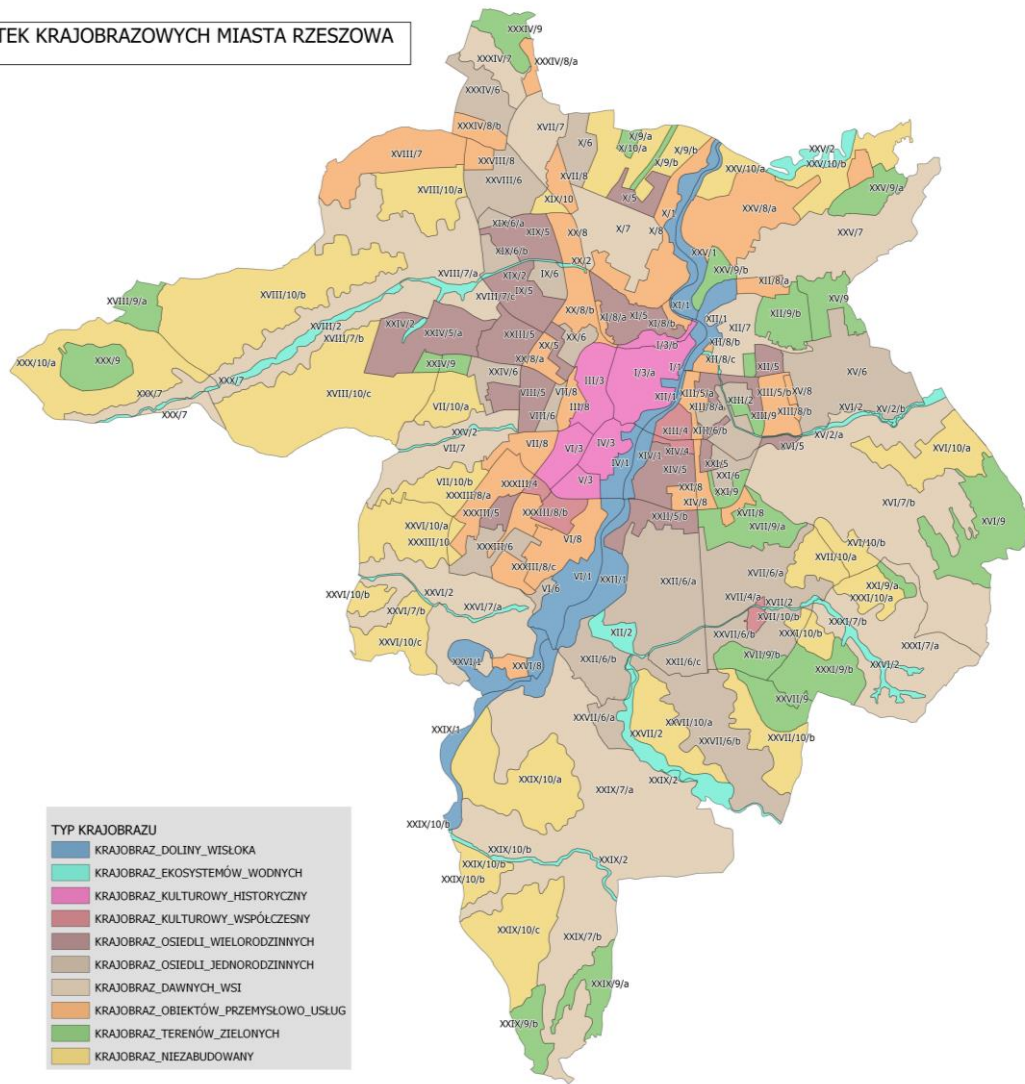 TEK KRAJOBRAZOWYCH MIASTA RZESZOWA
XXXIV/9
XXXIV/7
XXXIV/8/a
XXXIV/6
XXXIV/8/b
XVII/7
X/6
X/9/a
X/10/a
X/9/b
X/9/b
XXV/2
XXV/10/b
XVIII/7
XVIII/8
XVII/8
XXVIII/6
XVIII/10/a
XIX/10
X/5
XXV/10/a
XXV/9/a
XXV/8/a
X/1
XIX/6/a
XIX/5
XX/8
X/7
X/8
XXV/7
XIX/6/b
XX/2
XXV/1
XXV/9/b
XIX/2
IX/6
XVIII/7/a
IX/5
XVIII/7/c
XII/8/a
XVIII/9/a
XVIII/10/b
XX/8/b
XI/8/a
XI/5
XI/1
XI/8/b
XII/9/b
XV/9
XVIII/2
XVIII/7/b
XXIV/2
XXIV/5/a
XXIII/5
XX/5
XX/6
I/3/b
XII/1
XII/7
XII/8/b
XXX/10/a
XXX/9
XX/8/a
XXIV/9
XXIV/6
III/3
I/3/a
I/1
XII/8/c
XII/5
XV/6
XXX/7
XXX/7
XXX/7
XVIII/10/c
VII/10/a
VIII/5
VII/8
III/8
XII/1
XIII/5/a
XIII/8/a
XIII/2
XIII/5/b
XV/8
XIII/9
XIII/8/b
VIII/6
XVI/2
XV/2/b
XV/2/a
XXV/2
VII/7
VII/8
VI/3
IV/3
IV/1
XIII/4
XIII/6/b
XIV/1
XIV/4
XIV/5
XVI/5
XVI/10/a
XXI/5
XXI/6
XXI/8
XXI/9
XIV/8
V/3
VII/10/b
XXXIII/4
XXXIII/8/a
XXXIII/5
XXXIII/8/b
XVI/7/b
XVI/9
XVII/8
XVII/9/a
XXVI/10/a
XXXIII/10
XXII/5/b
XXXIII/6
VI/8
XXXIII/8/c
XVI/10/b
XVII/10/a
VI/1
XXII/1
XXII/6/a
XVII/6/a
VI/6
XXI/9/a
XXXI/10/a
XXVI/10/b
XXVI/2
XXVI/7/b
XXVI/7/a
XVII/4/a
XVII/2
XVII/10/b
XXXI/7/b
XII/2
XVII/6/b
XXXI/10/b
XXXI/7/a
XXVI/10/c
XXVI/1
XXVI/8
XXII/6/b
XXII/6/c
XVII/9/b
XXXI/9/b
XXVI/2
XXVII/9
XXIX/1
XXVII/6/a
XXVII/2
XXVII/10/a
XXVII/6/b
XXVII/10/b
XXIX/10/a
XXIX/7/a
XXIX/2
XXIX/10/b
XXIX/10/b
XXIX/2
XXIX/10/b
XXIX/10/b
XXIX/10/c
XXIX/7/b
XXIX/9/a
XXIX/9/b
TYP KRAJOBRAZU
KRAJOBRAZ_DOLINY_WISŁOKA
KRAJOBRAZ_EKOSYSTEMÓW_WODNYCH
KRAJOBRAZ_KULTUROWY_HISTORYCZNY
KRAJOBRAZ_KULTUROWY_WSPÓŁCZESNY
KRAJOBRAZ_OSIEDLI_WIELORODZINNYCH
KRAJOBRAZ_OSIEDLI_JEDNORODZINNYCH
KRAJOBRAZ_DAWNYCH_WSI
KRAJOBRAZ_OBIEKTÓW_PRZEMYSŁOWO_USŁUG
KRAJOBRAZ_TERENÓW_ZIELONYCH
KRAJOBRAZ_NIEZABUDOWANY